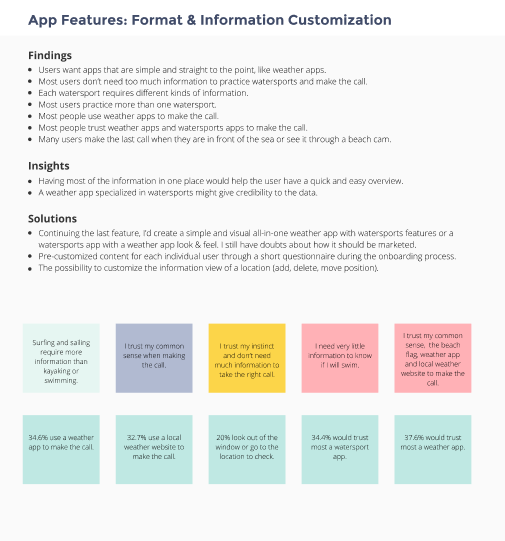 App Features: Format & Information Customization
Findings
Users want apps that are simple and straight to the point, like weather apps.
Most users don't need too much information to practice watersports and make the call.
Each watersport requires different kinds of information.
Most users practice more than one watersport.
Most people use weather apps to make the call.
Most people trust weather apps and watersports apps to make the call.
Many users make the last call when they are in front of the sea or see it through a beach cam.
Insights
Having most of the information in one place would help the user have a quick and easy overview.
A weather app specialized in watersports might give credibility to the data.
Solutions
Continuing the last feature, I'd create a simple and visual all-in-one weather app with watersports features or a
watersports app with a weather app look & feel. I still have doubts about how it should be marketed.
Pre-customized content for each individual user through a short questionnaire during the onboarding process.
The possibility to customize the information view of a location (add, delete, move position).
Surfing and sailing
require more
information than
kayaking or
swimming.
I trust my common
sense when making
the call.
I trust my instinct
and don't need
much information to
take the right call.
I need very little
information to know
if I will swim.
I trust my common
sense, the beach
flag, weather app
and local weather
website to make the
call.
34.6% use a weather
app to make the call.
32.7% use a local
weather website to
make the call.
20% look out of the
window or go to the
location to check.
34.4% would trust
most a watersport
app.
37.6% would trust
most a weather app.